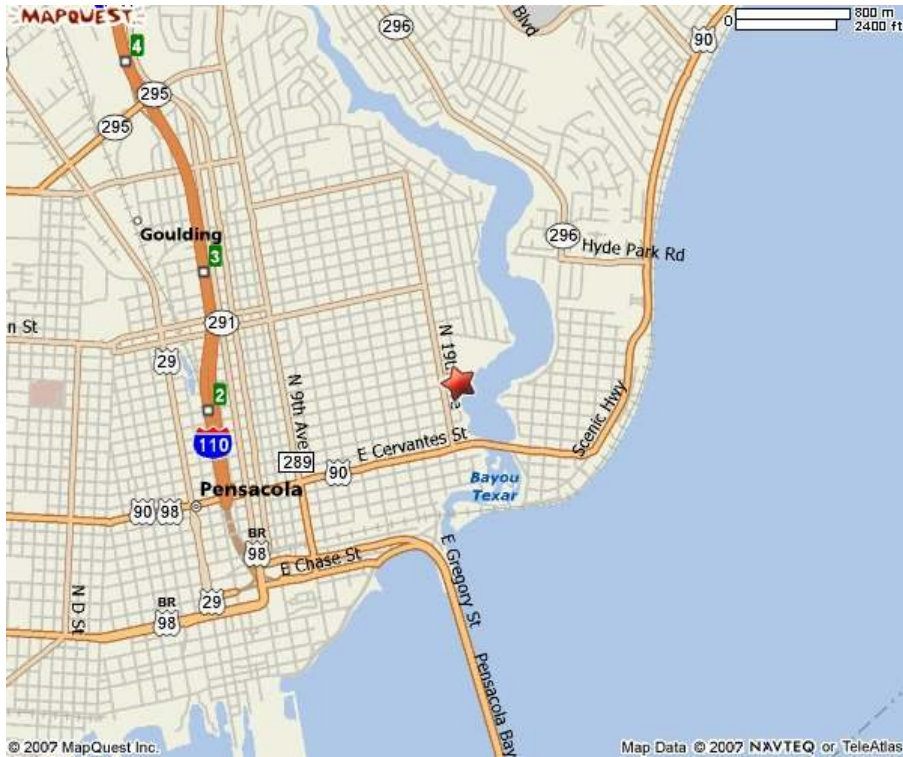 MAPQUEST
Blvd
0
800 m
2400 ft
296
90
4
295
295
Goulding
3
296
Hyde Park Rd
291
n St
29
N 19th
2
N 9th Ave
Scenic Hwy
110
E Cervantes St
289
90
Bayou
Texar
Pensacola
90
98
BR
98
E Chase St
E Gregory St
N D St
29
BR
98
Pensacola Bay
© 2007 MapQuest Inc.
Map Data © 2007 NAVTEQ or TeleAtlas